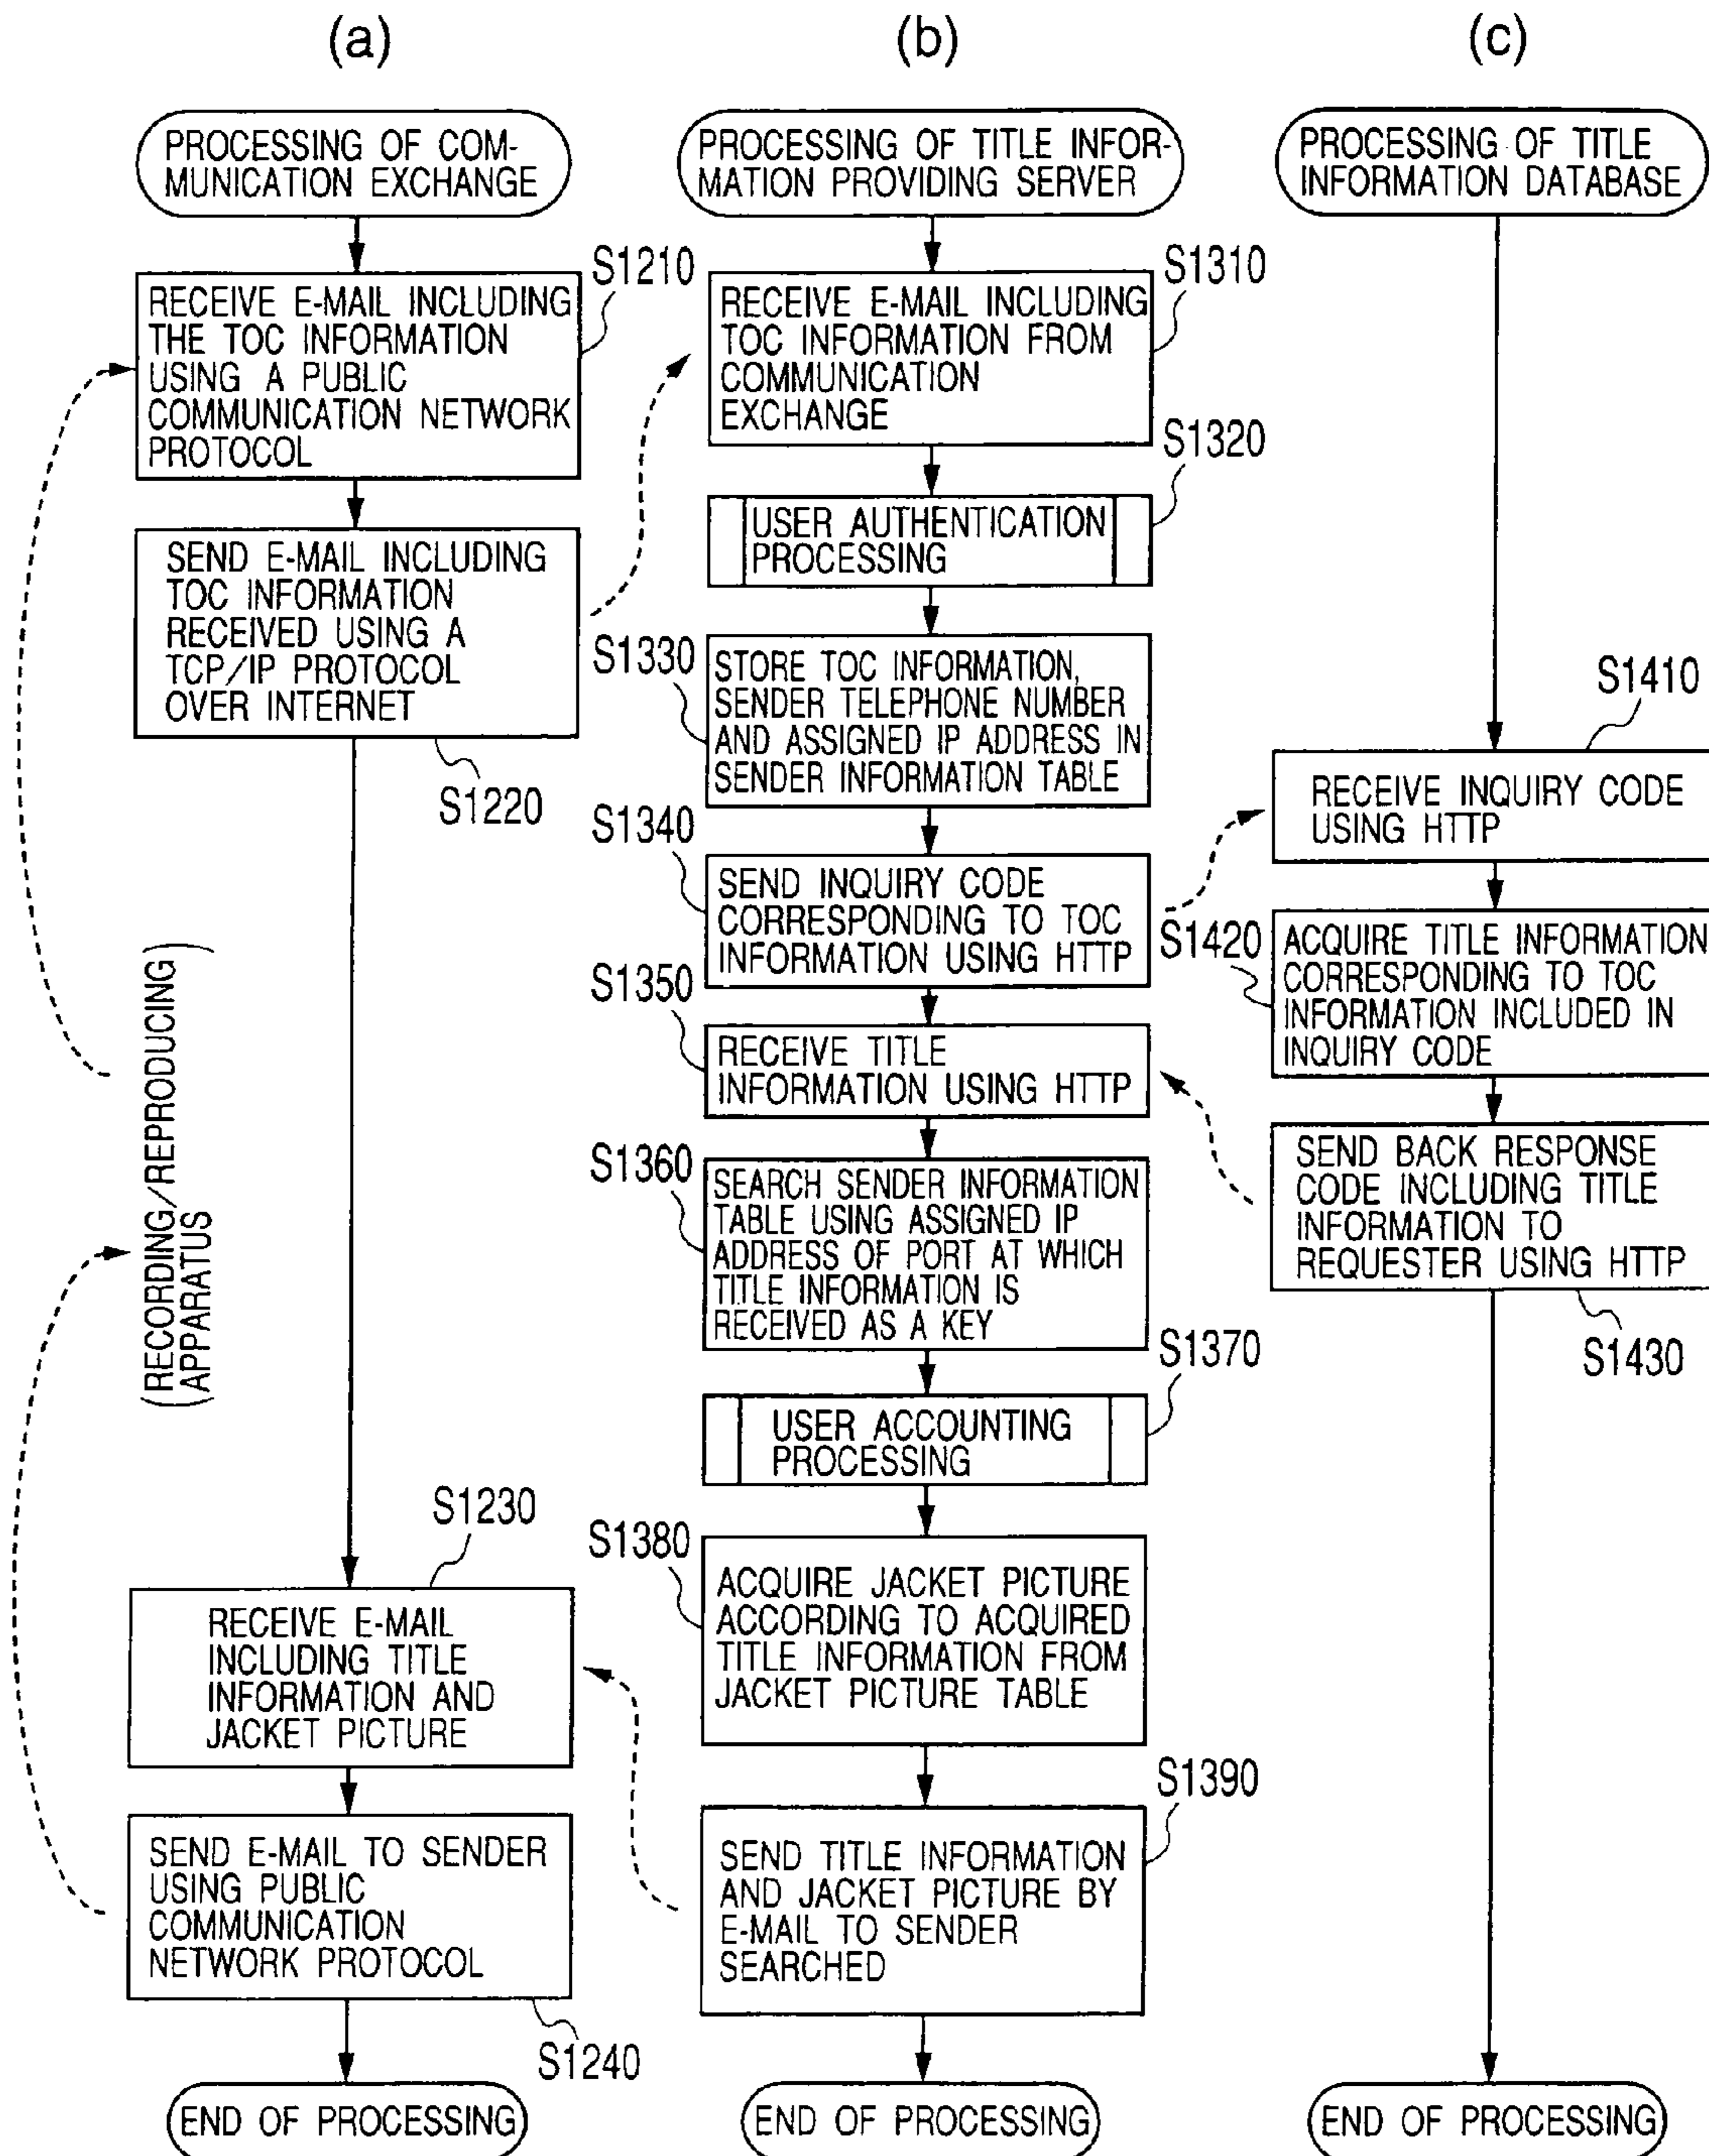 (a)
PROCESSING OF COM-
MUNICATION EXCHANGE
S1210
RECEIVE E-MAIL INCLUDING
THE TOC INFORMATION
USING A PUBLIC
COMMUNICATION NETWORK
PROTOCOL
SEND E-MAIL INCLUDING
TOC INFORMATION
RECEIVED USING A
TCP/IP PROTOCOL
OVER INTERNET
S1220
(RECORDING/REPRODUCING
APPARATUS)
S1230
RECEIVE E-MAIL
INCLUDING TITLE
INFORMATION AND
JACKET PICTURE
SEND E-MAIL TO SENDER
USING PUBLIC
COMMUNICATION
NETWORK PROTOCOL
S1240
END OF PROCESSING
(b)
PROCESSING OF TITLE INFOR-
MATION PROVIDING SERVER
S1310
RECEIVE E-MAIL INCLUDING
TOC INFORMATION FROM
COMMUNICATION
EXCHANGE
S1320
USER AUTHENTICATION
PROCESSING
S1330
STORE TOC INFORMATION,
SENDER TELEPHONE NUMBER
AND ASSIGNED IP ADDRESS IN
SENDER INFORMATION TABLE
S1340
SEND INQUIRY CODE
CORRESPONDING TO TOC
INFORMATION USING HTTP
S1350
RECEIVE TITLE
INFORMATION USING HTTP
S1360
SEARCH SENDER INFORMATION
TABLE USING ASSIGNED IP
ADDRESS OF PORT AT WHICH
TITLE INFORMATION IS
RECEIVED AS A KEY
S1370
USER ACCOUNTING
PROCESSING
S1380
ACQUIRE JACKET PICTURE
ACCORDING TO ACQUIRED
TITLE INFORMATION FROM
JACKET PICTURE TABLE
S1390
SEND TITLE INFORMATION
AND JACKET PICTURE BY
E-MAIL TO SENDER
SEARCHED
END OF PROCESSING
(c)
PROCESSING OF TITLE
INFORMATION DATABASE
S1410
RECEIVE INQUIRY CODE
USING HTTP
S1420
ACQUIRE TITLE INFORMATION
CORRESPONDING TO TOC
INFORMATION INCLUDED IN
INQUIRY CODE
SEND BACK RESPONSE
CODE INCLUDING TITLE
INFORMATION TO
REQUESTER USING HTTP
S1430
END OF PROCESSING